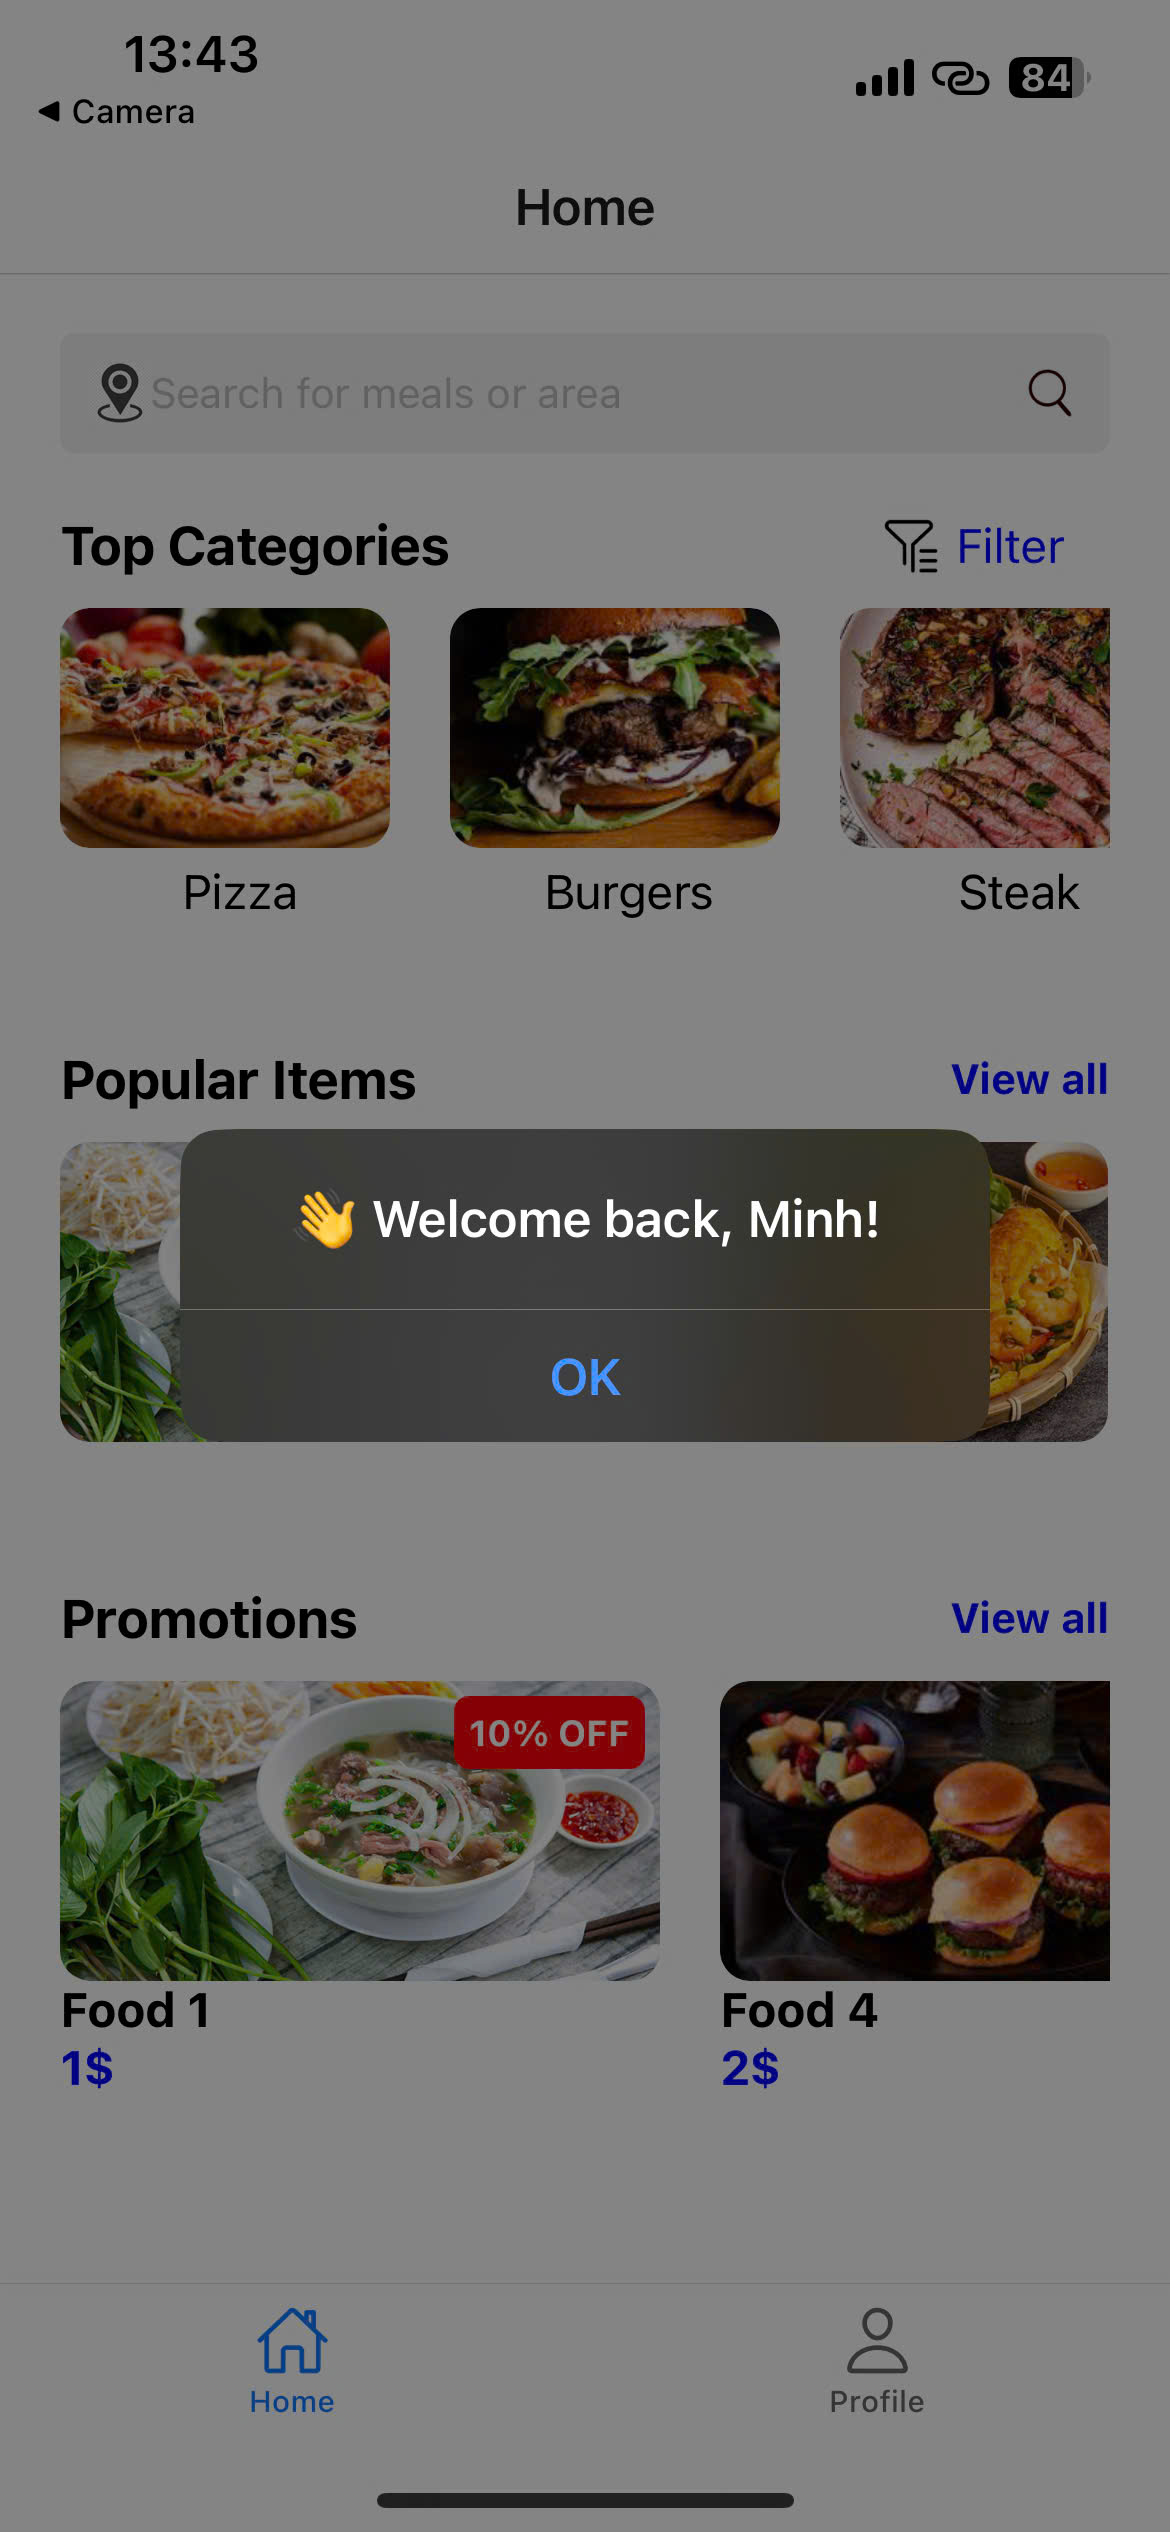 13:43
84
◀ Camera
Home
Search for meals or area
Top Categories
Filter
Pizza
Burgers
Steak
Popular Items
View all
👋 Welcome back, Minh!
OK
Promotions
View all
10% OFF
Food 1
Food 4
1$
2$
Home
Profile